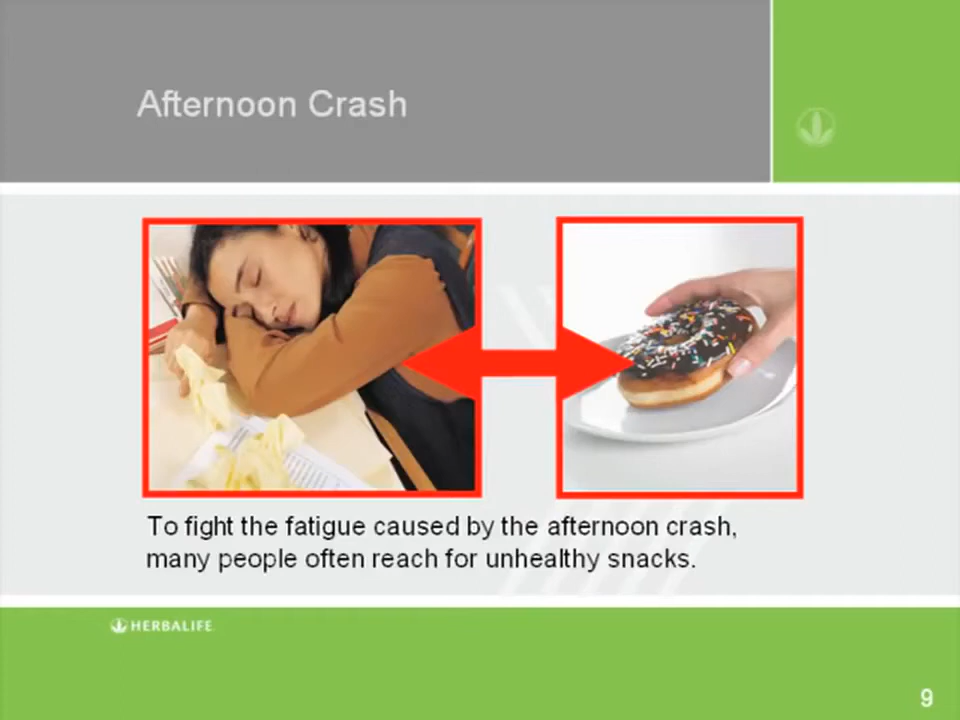 Afternoon Crash
To fight the fatigue caused by the afternoon crash,
many people often reach for unhealthy snacks.
HERBALIFE.
9